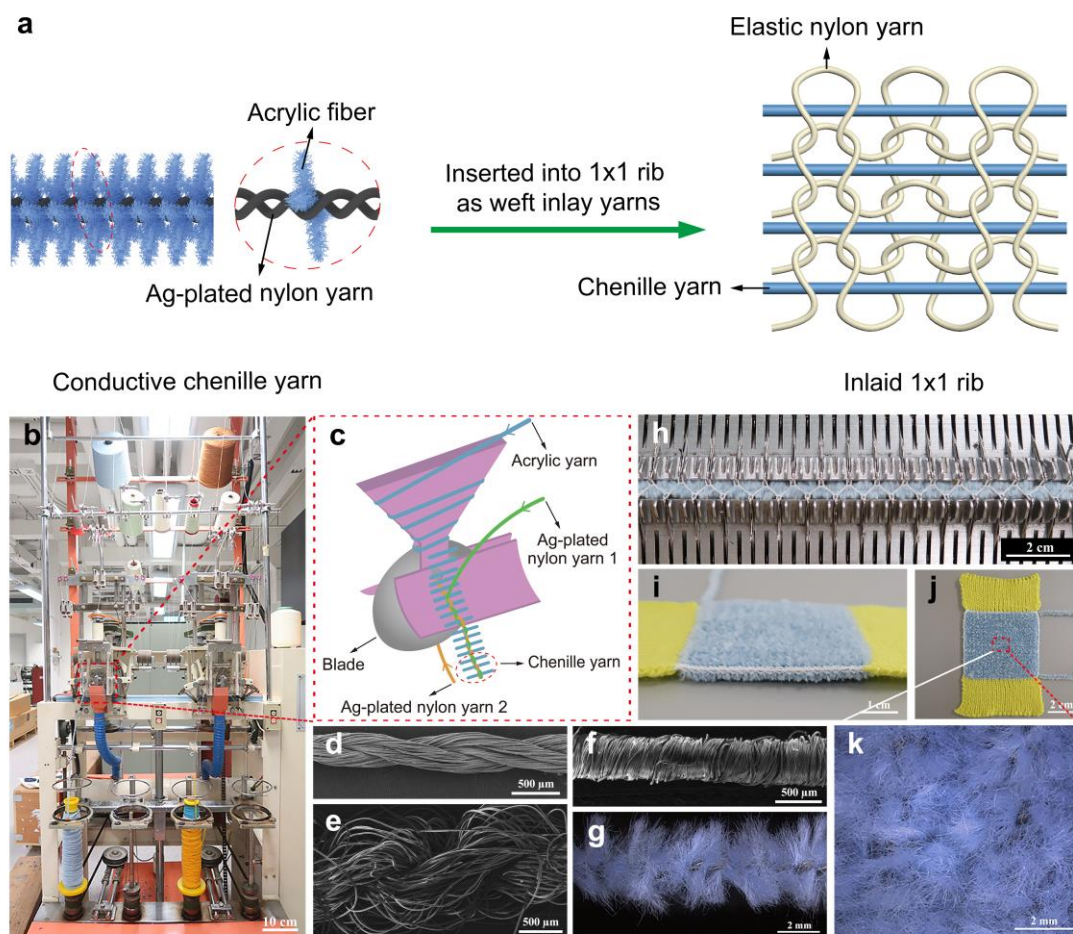 a
Elastic nylon yarn
Acrylic fiber
Inserted into 1x1 rib
as weft inlay yarns
Ag-plated nylon yarn
Chenille yarn
Conductive chenille yarn
Inlaid 1x1 rib
b
10 cm
c
Acrylic yarn
Ag-plated
nylon yarn 1
Blade
Chenille yarn
Ag-plated nylon yarn 2
h
2 cm
i
1 cm
j
2 cm
d
500 µm
e
500 µm
f
500 µm
g
2 mm
k
2 mm